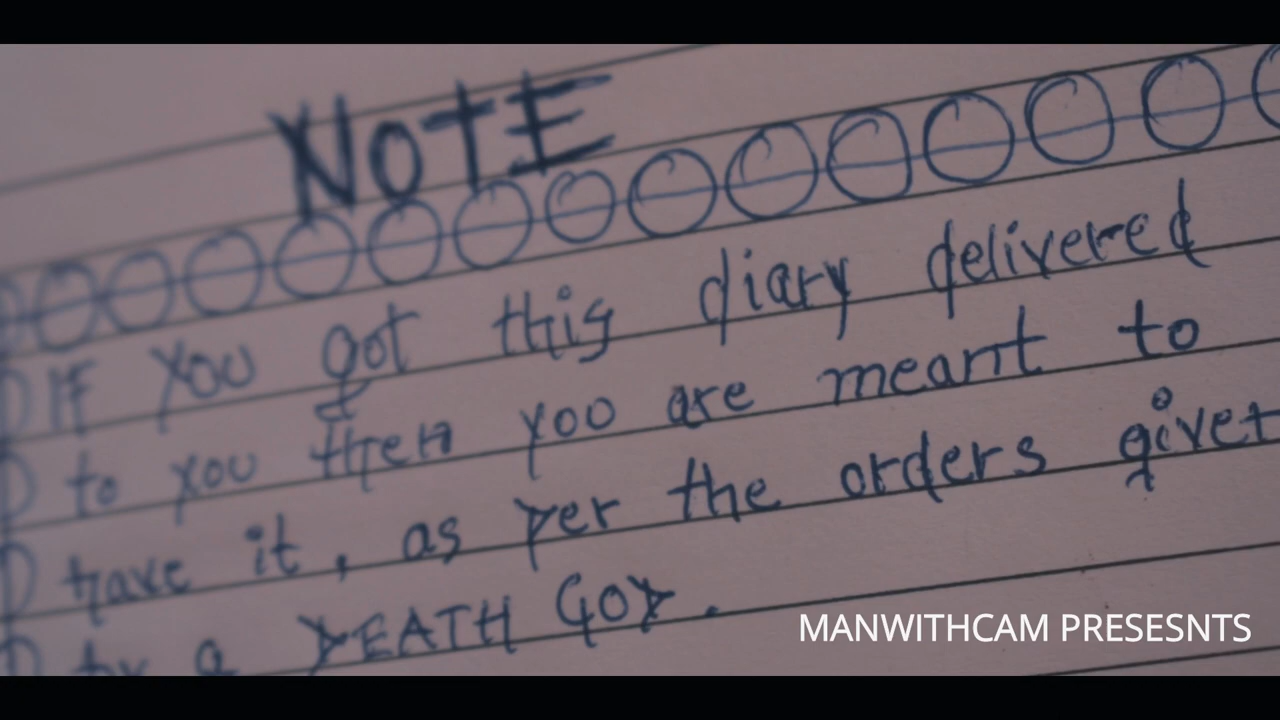 NOTE
IF YOU got this diary delivered
to you then you are meant to
have it, as per the orders given
by a DEATH GOD.
MANWITHCAM PRESESNTS